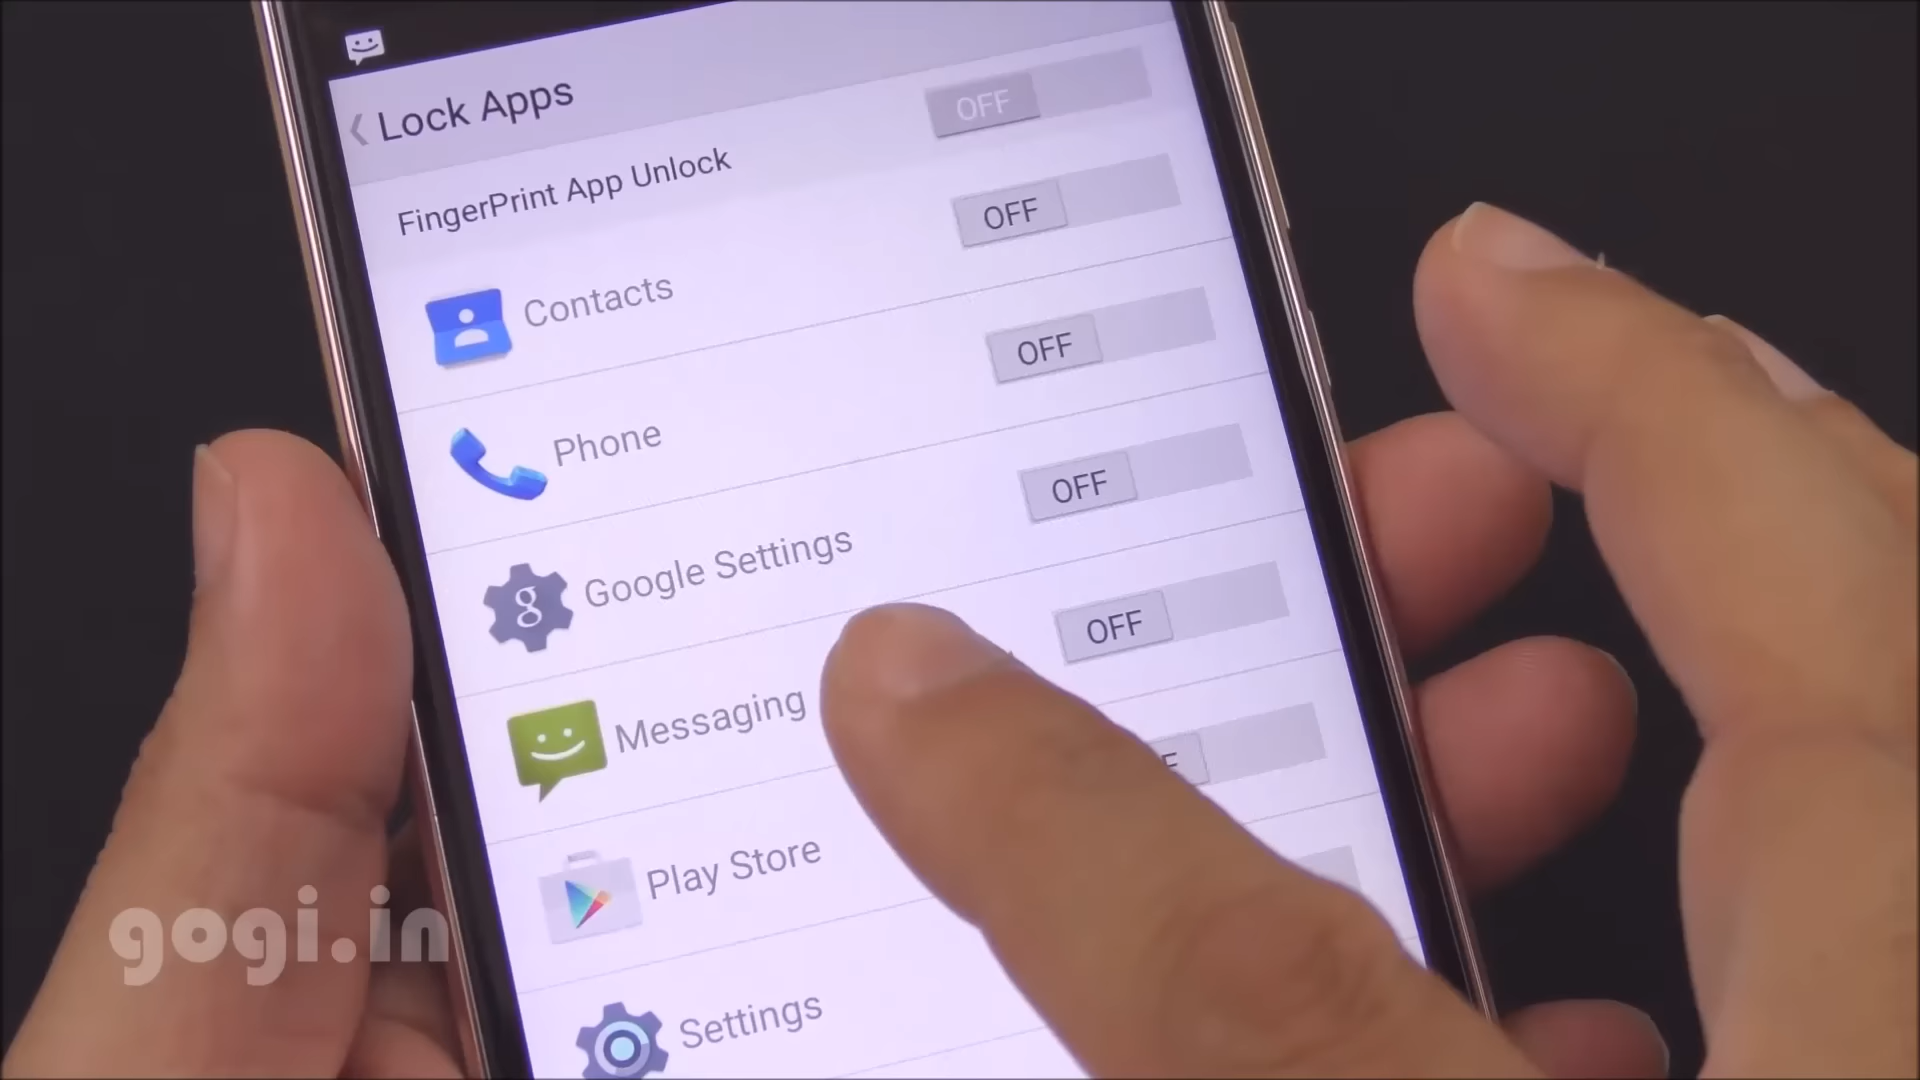 Lock Apps
FingerPrint App Unlock OFF
Contacts OFF
Phone OFF
Google Settings OFF
Messaging OFF
Play Store
Settings
g
gogi.in